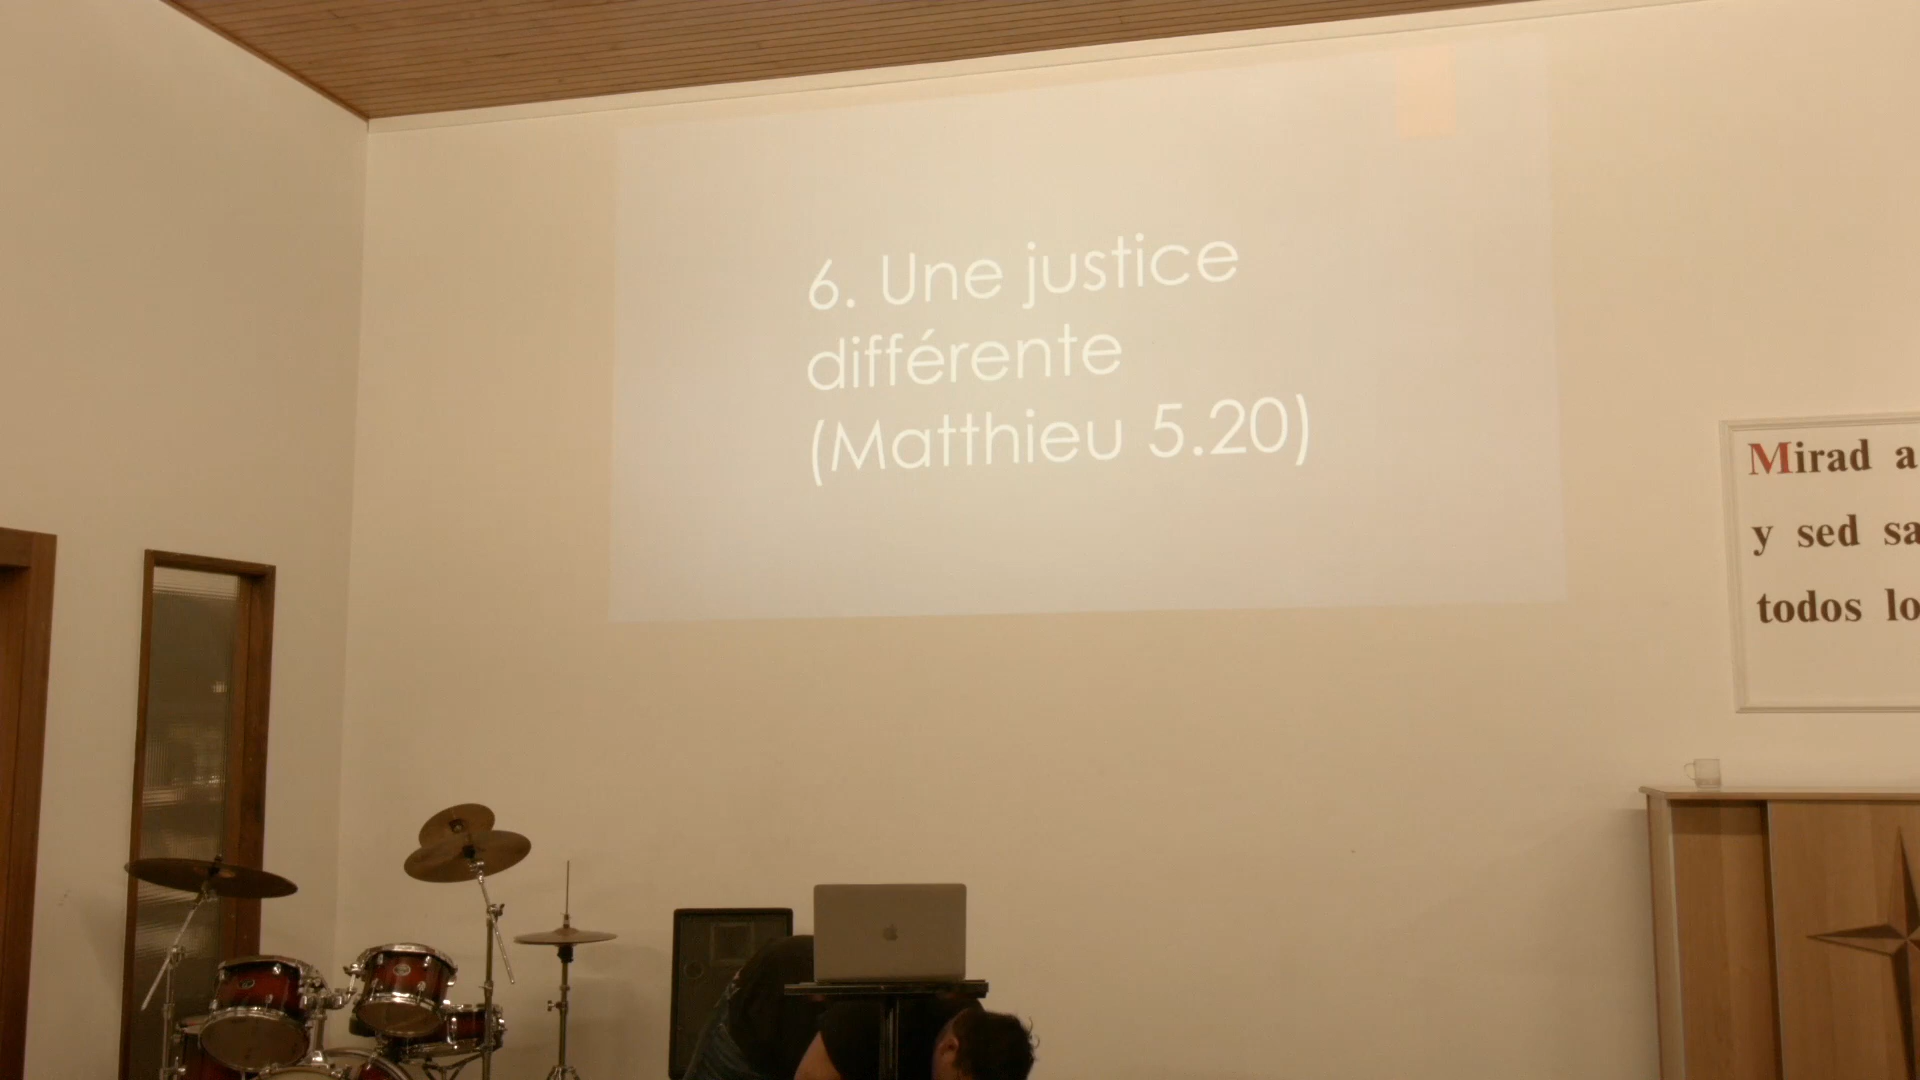 6. Une justice
différente
(Matthieu 5.20)
Mirad a
y sed sa
todos lo